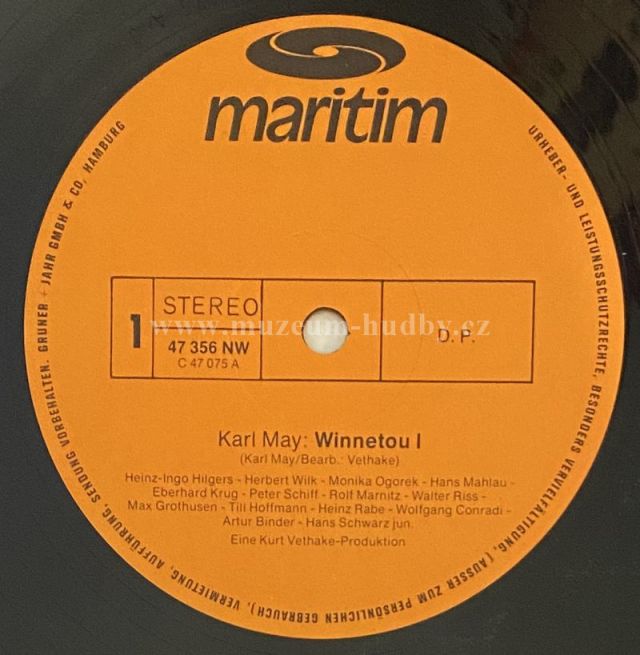 maritim
URHEBER- UND LEISTUNGSSCHUTZRECHTE, BESONDERS VERVIELFÄLTIGUNG, (AUSSER ZUM PERSÖNLICHEN GEBRAUCH), VERMIETUNG, AUFFÜHRUNG, SENDUNG VORBEHALTEN. GRUNER + JAHR GMBH & CO, HAMBURG
1
STEREO
47 356 NW
C 47 075 A
D. P.
www.muzeum-hudby.cz
Karl May: Winnetou I
(Karl May/Bearb.: Vethake)
Heinz-Ingo Hilgers - Herbert Wilk - Monika Ogorek - Hans Mahlau -
Eberhard Krug - Peter Schiff - Rolf Marnitz - Walter Riss -
Max Grothusen - Till Hoffmann - Heinz Rabe - Wolfgang Conradi -
Artur Binder - Hans Schwarz jun.
Eine Kurt Vethake-Produktion